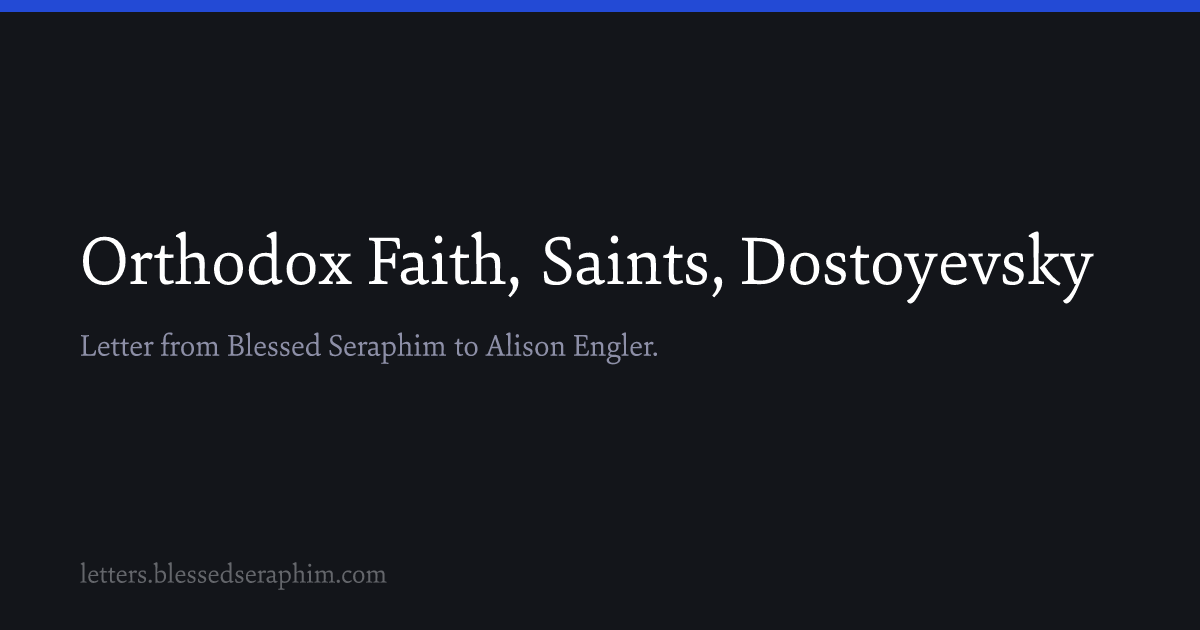 Orthodox Faith, Saints, Dostoyevsky
Letter from Blessed Seraphim to Alison Engler.
letters.blessedseraphim.com